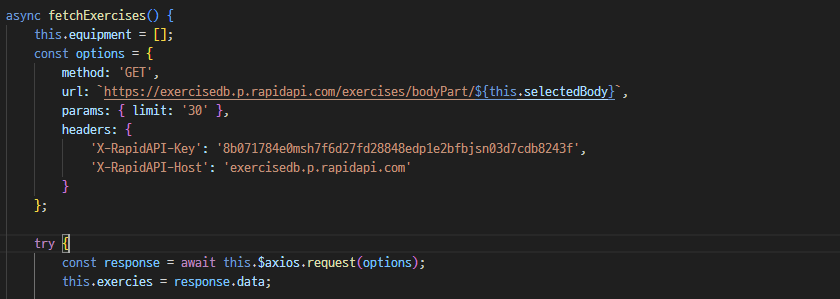 async fetchExercises() {
this.equipment = [];
const options = {
method: 'GET',
url: `https://exercisedb.p.rapidapi.com/exercises/bodyPart/${this.selectedBody}`,
params: { limit: '30' },
headers: {
'X-RapidAPI-Key': '8b071784e0msh7f6d27fd28848edp1e2bfbjsn03d7cdb8243f',
'X-RapidAPI-Host': 'exercisedb.p.rapidapi.com'
}
};
try {
const response = await this.$axios.request(options);
this.exercies = response.data;